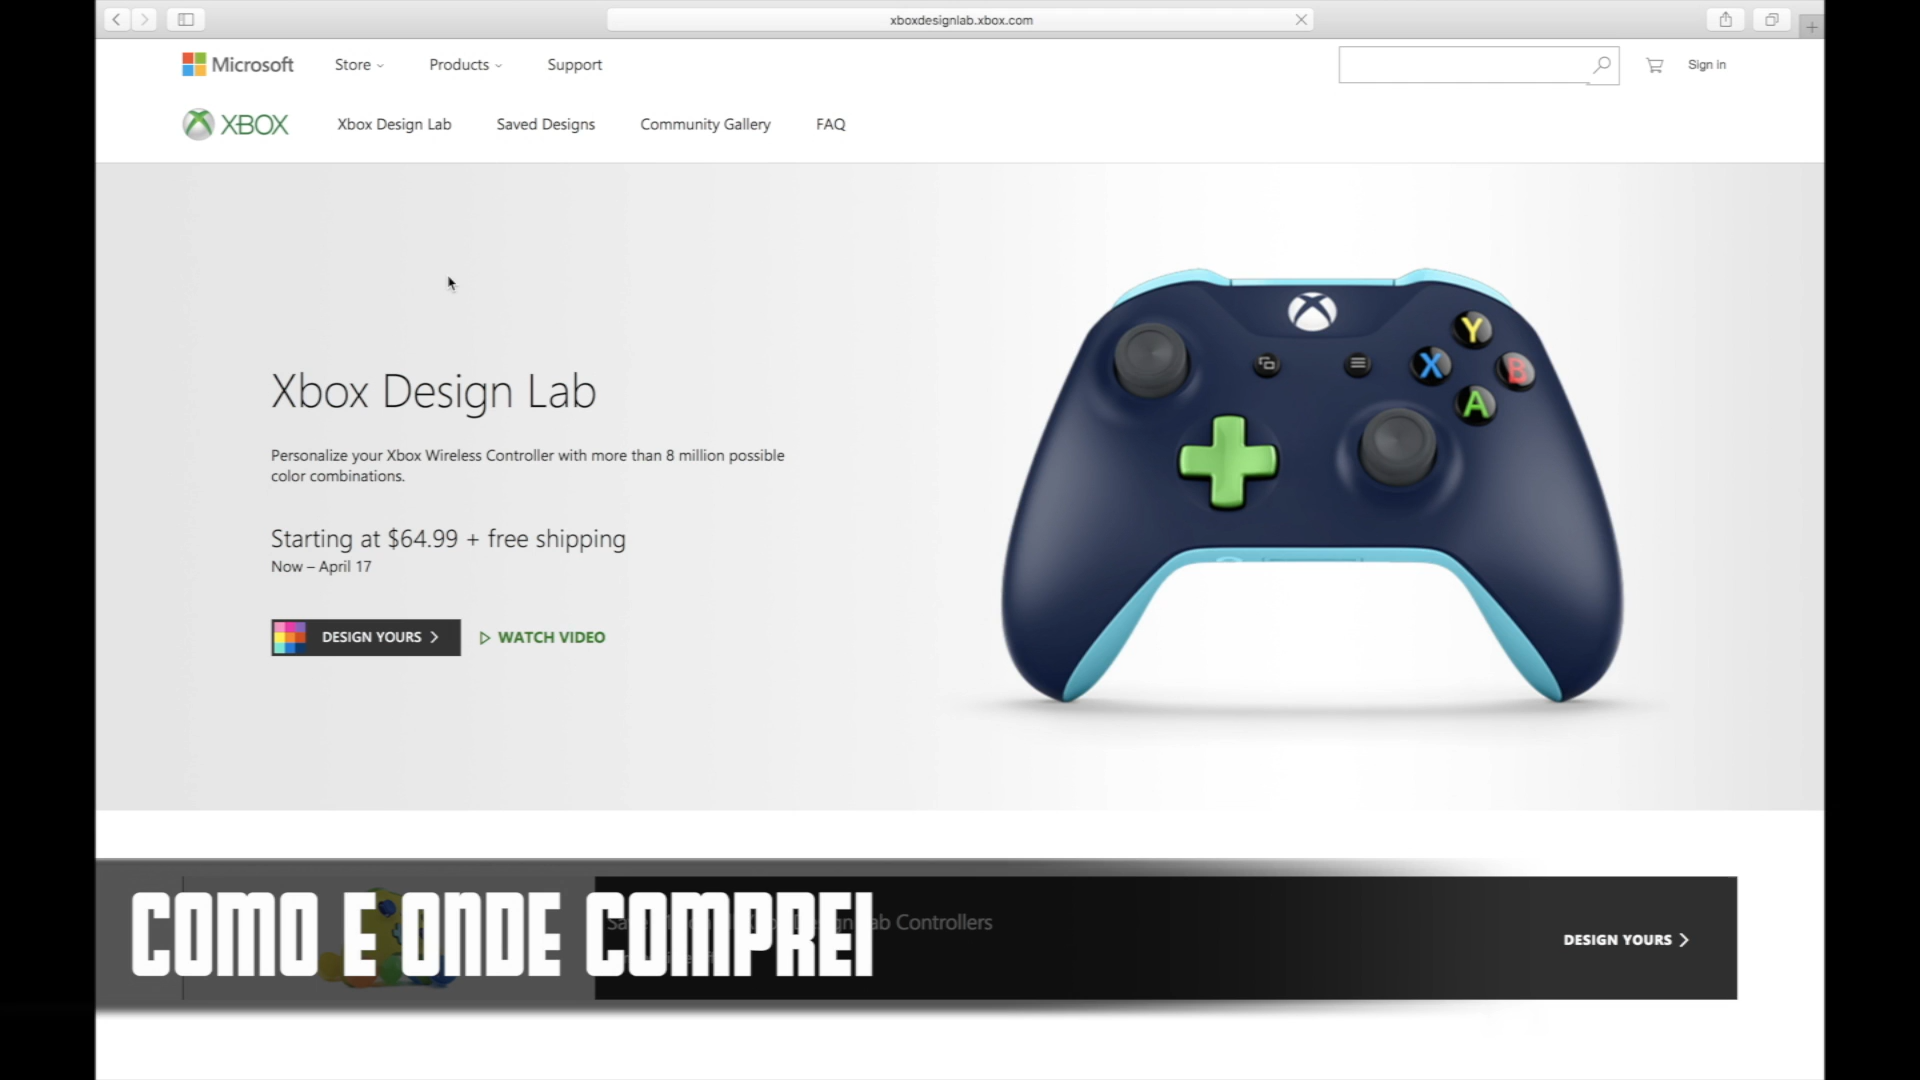 xboxdesignlab.xbox.com
Microsoft
Store
Products
Support
Sign in
XBOX
Xbox Design Lab
Saved Designs
Community Gallery
FAQ
Y
X
B
A
Xbox Design Lab
Personalize your Xbox Wireless Controller with more than 8 million possible
color combinations.
Starting at $64.99 + free shipping
Now – April 17
DESIGN YOURS
WATCH VIDEO
COMO E ONDE COMPREI
Controllers
DESIGN YOURS